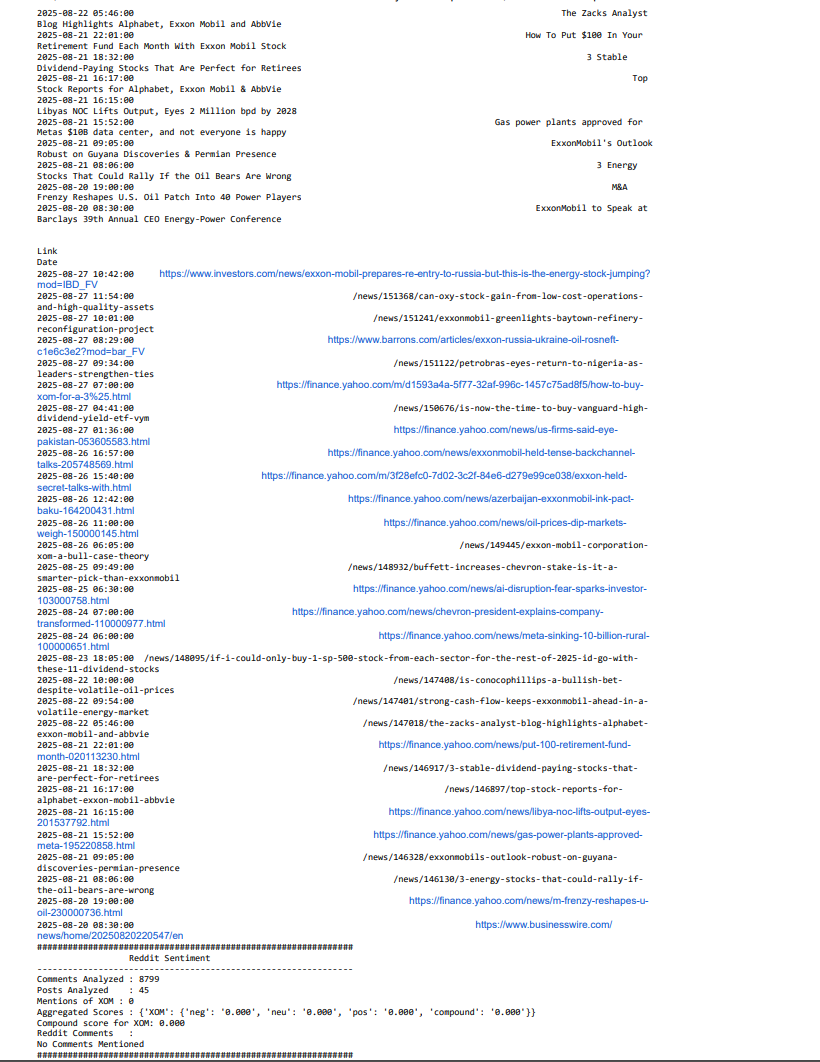 2025-08-22 05:46:00 The Zacks Analyst
Blog Highlights Alphabet, Exxon Mobil and AbbVie
2025-08-21 22:01:00 How To Put $100 In Your
Retirement Fund Each Month With Exxon Mobil Stock
2025-08-21 18:32:00 3 Stable
Dividend-Paying Stocks That Are Perfect for Retirees
2025-08-21 16:17:00 Top
Stock Reports for Alphabet, Exxon Mobil & AbbVie
2025-08-21 16:15:00
Libyas NOC Lifts Output, Eyes 2 Million bpd by 2028
2025-08-21 15:52:00 Gas power plants approved for
Metas $10B data center, and not everyone is happy
2025-08-21 09:05:00 ExxonMobil's Outlook
Robust on Guyana Discoveries & Permian Presence
2025-08-21 08:06:00 3 Energy
Stocks That Could Rally If the Oil Bears Are Wrong
2025-08-20 19:00:00 M&A
Frenzy Reshapes U.S. Oil Patch Into 40 Power Players
2025-08-20 08:30:00 ExxonMobil to Speak at
Barclays 39th Annual CEO Energy-Power Conference
Link
Date
2025-08-27 10:42:00 https://www.investors.com/news/exxon-mobil-prepares-re-entry-to-russia-but-this-is-the-energy-stock-jumping?
mod=IBD_FV
2025-08-27 11:54:00 /news/151368/can-oxy-stock-gain-from-low-cost-operations-
and-high-quality-assets
2025-08-27 10:01:00 /news/151241/exxonmobil-greenlights-baytown-refinery-
reconfiguration-project
2025-08-27 08:29:00 https://www.barrons.com/articles/exxon-russia-ukraine-oil-rosneft-
c1e6c3e2?mod=bar_FV
2025-08-27 09:34:00 /news/151122/petrobras-eyes-return-to-nigeria-as-
leaders-strengthen-ties
2025-08-27 07:00:00 https://finance.yahoo.com/m/d1593a4a-5f77-32af-996c-1457c75ad8f5/how-to-buy-
xom-for-a-3%25.html
2025-08-27 04:41:00 /news/150676/is-now-the-time-to-buy-vanguard-high-
dividend-yield-etf-vym
2025-08-27 01:36:00 https://finance.yahoo.com/news/us-firms-said-eye-
pakistan-053605583.html
2025-08-26 16:57:00 https://finance.yahoo.com/news/exxonmobil-held-tense-backchannel-
talks-205748569.html
2025-08-26 15:40:00 https://finance.yahoo.com/m/3f28efc0-7d02-3c2f-84e6-d279e99ce038/exxon-held-
secret-talks-with.html
2025-08-26 12:42:00 https://finance.yahoo.com/news/azerbaijan-exxonmobil-ink-pact-
baku-164200431.html
2025-08-26 11:00:00 https://finance.yahoo.com/news/oil-prices-dip-markets-
weigh-150000145.html
2025-08-26 06:05:00 /news/149445/exxon-mobil-corporation-
xom-a-bull-case-theory
2025-08-25 09:49:00 /news/148932/buffett-increases-chevron-stake-is-it-a-
smarter-pick-than-exxonmobil
2025-08-25 06:30:00 https://finance.yahoo.com/news/ai-disruption-fear-sparks-investor-
103000758.html
2025-08-24 07:00:00 https://finance.yahoo.com/news/chevron-president-explains-company-
transformed-110000977.html
2025-08-24 06:00:00 https://finance.yahoo.com/news/meta-sinking-10-billion-rural-
100000651.html
2025-08-23 18:05:00 /news/148095/if-i-could-only-buy-1-sp-500-stock-from-each-sector-for-the-rest-of-2025-id-go-with-
these-11-dividend-stocks
2025-08-22 10:00:00 /news/147408/is-conocophillips-a-bullish-bet-
despite-volatile-oil-prices
2025-08-22 09:54:00 /news/147401/strong-cash-flow-keeps-exxonmobil-ahead-in-a-
volatile-energy-market
2025-08-22 05:46:00 /news/147018/the-zacks-analyst-blog-highlights-alphabet-
exxon-mobil-and-abbvie
2025-08-21 22:01:00 https://finance.yahoo.com/news/put-100-retirement-fund-
month-020113230.html
2025-08-21 18:32:00 /news/146917/3-stable-dividend-paying-stocks-that-
are-perfect-for-retirees
2025-08-21 16:17:00 /news/146897/top-stock-reports-for-
alphabet-exxon-mobil-abbvie
2025-08-21 16:15:00 https://finance.yahoo.com/news/libya-noc-lifts-output-eyes-
201537792.html
2025-08-21 15:52:00 https://finance.yahoo.com/news/gas-power-plants-approved-
meta-195220858.html
2025-08-21 09:05:00 /news/146328/exxonmobils-outlook-robust-on-guyana-
discoveries-permian-presence
2025-08-21 08:06:00 /news/146130/3-energy-stocks-that-could-rally-if-
the-oil-bears-are-wrong
2025-08-20 19:00:00 https://finance.yahoo.com/news/m-frenzy-reshapes-u-
oil-230000736.html
2025-08-20 08:30:00 https://www.businesswire.com/
news/home/20250820220547/en
##############################################################
Reddit Sentiment
--------------------------------------------------------------
Comments Analyzed : 8799
Posts Analyzed : 45
Mentions of XOM : 0
Aggregated Scores : {'XOM': {'neg': '0.000', 'neu': '0.000', 'pos': '0.000', 'compound': '0.000'}}
Compound score for XOM: 0.000
Reddit Comments :
No Comments Mentioned
##############################################################